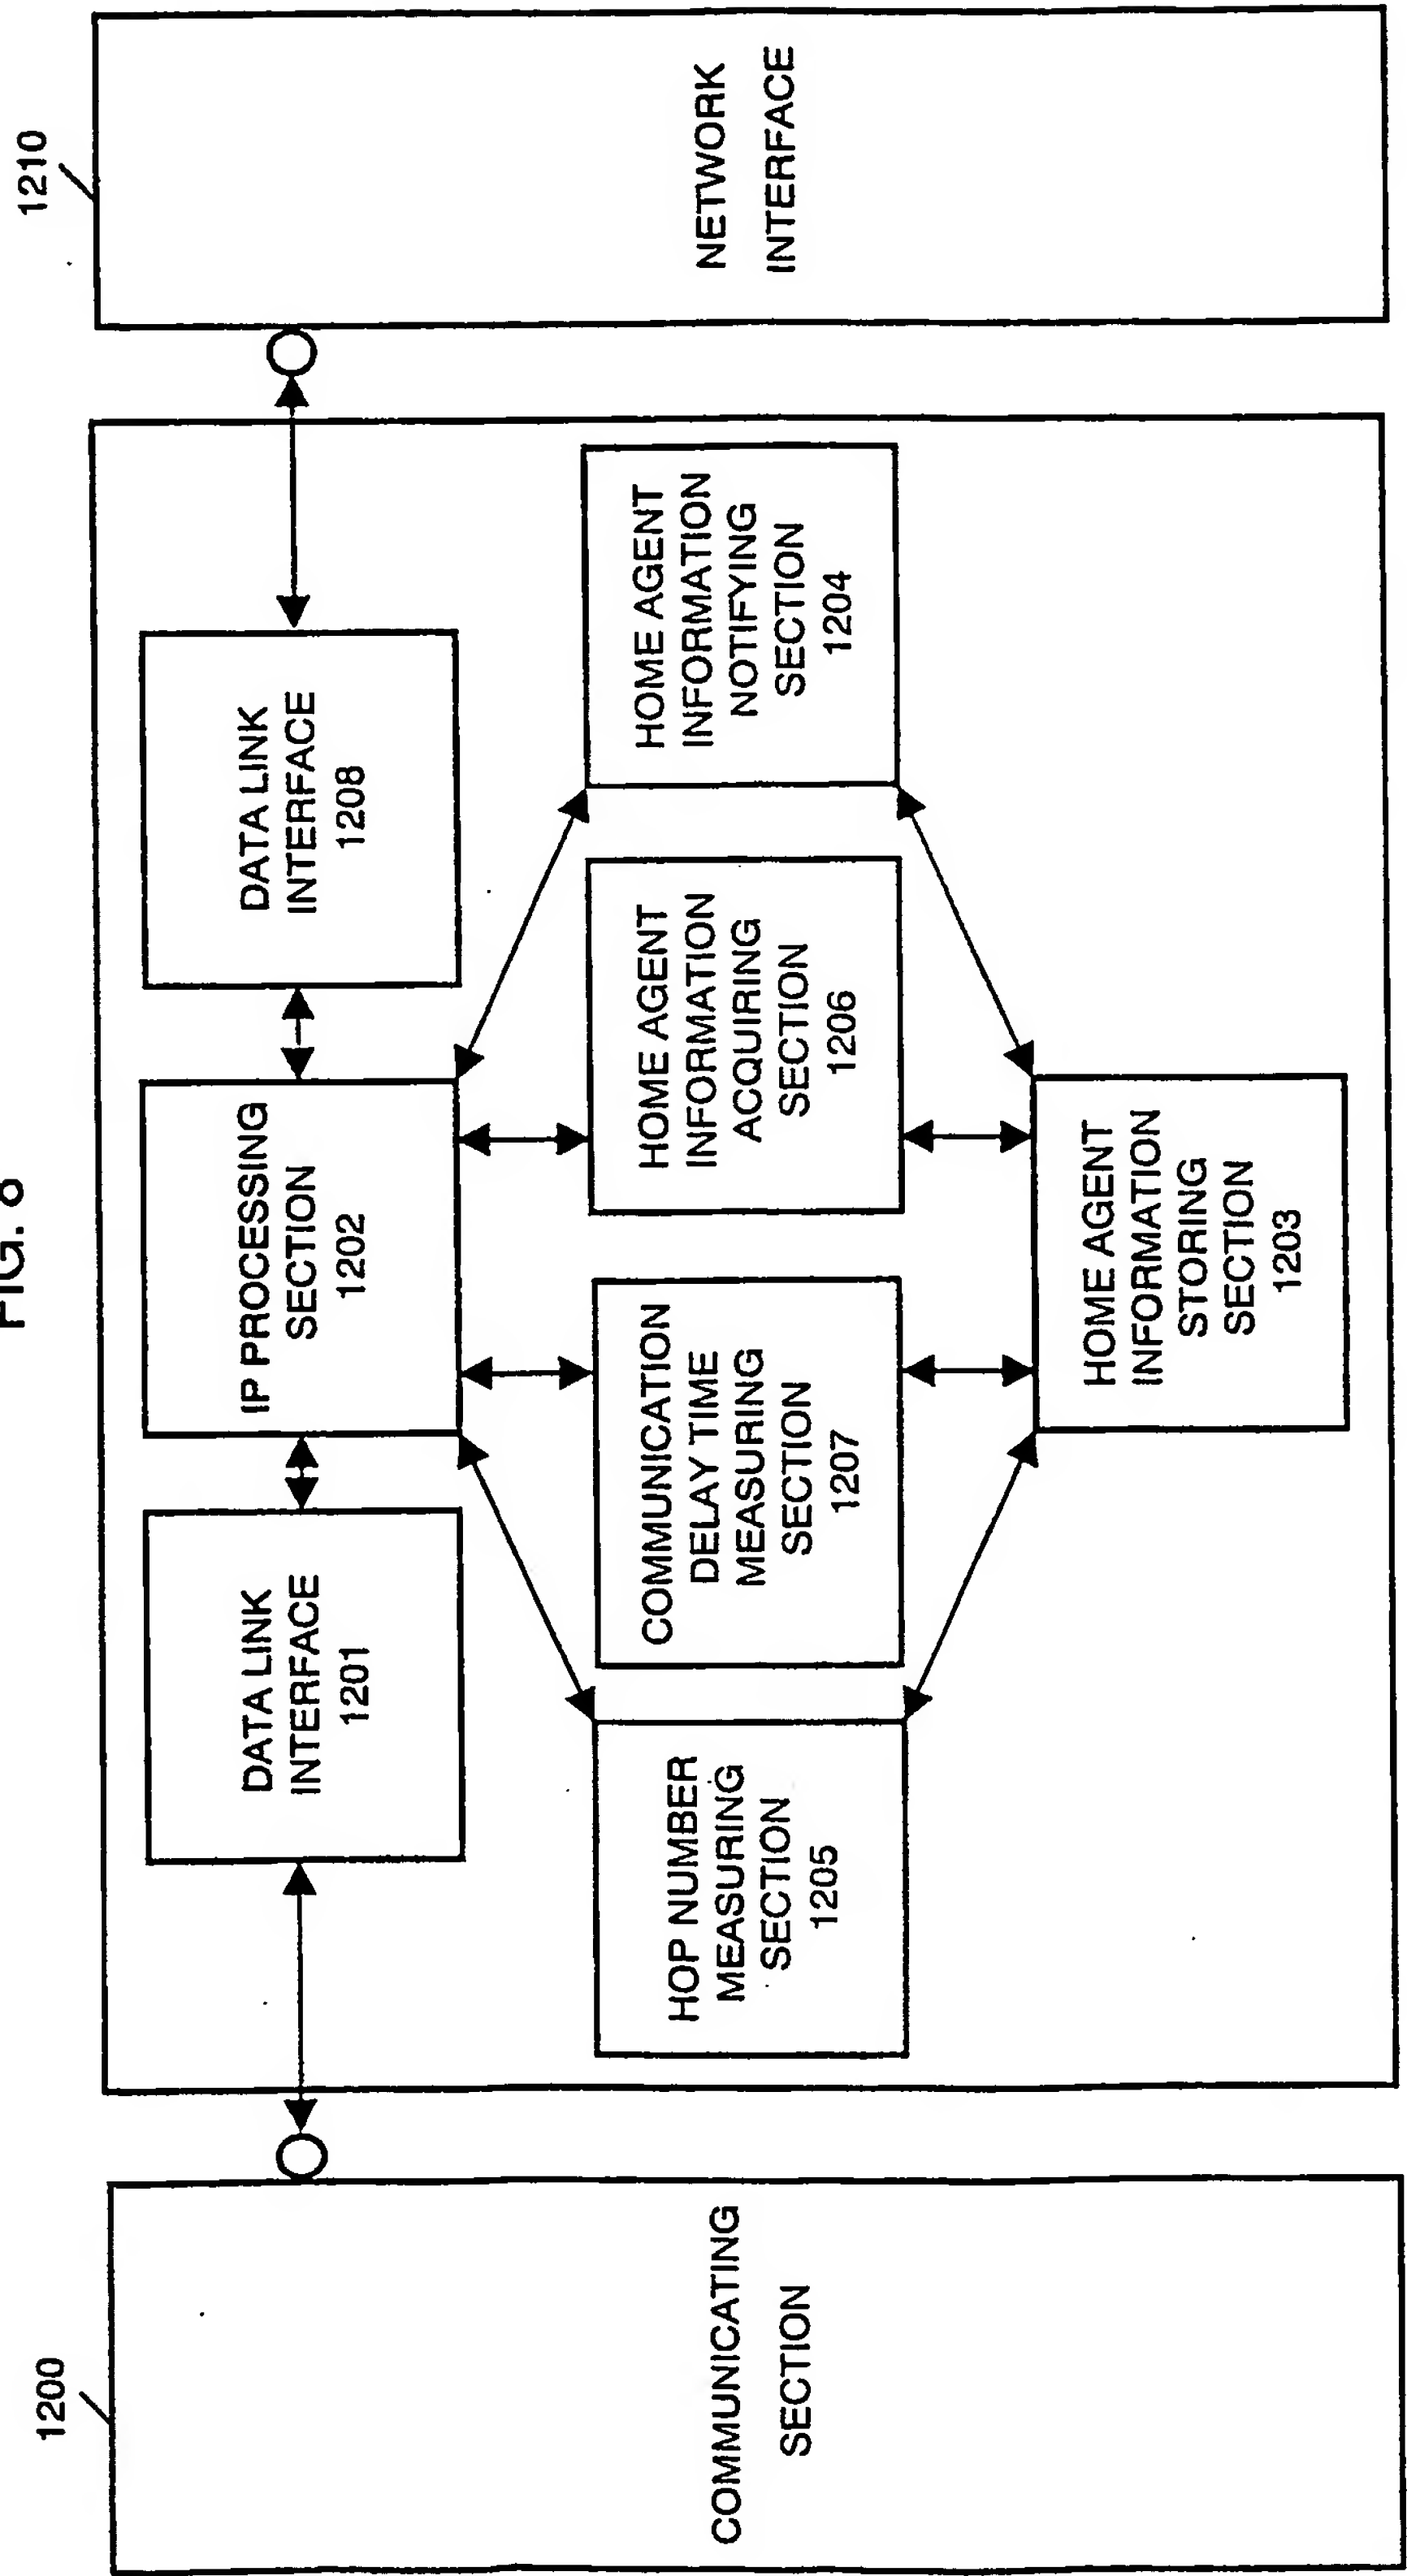 FIG.
1200
1210
COMMUNICATING
SECTION
DATA LINK
INTERFACE
1201
IP PROCESSING
SECTION
1202
DATA LINK
INTERFACE
1208
HOP NUMBER
MEASURING
SECTION
1205
COMMUNICATION
DELAY TIME
MEASURING
SECTION
1207
HOME AGENT
INFORMATION
ACQUIRING
SECTION
1206
HOME AGENT
INFORMATION
NOTIFYING
SECTION
1204
HOME AGENT
INFORMATION
STORING
SECTION
1203
NETWORK
INTERFACE